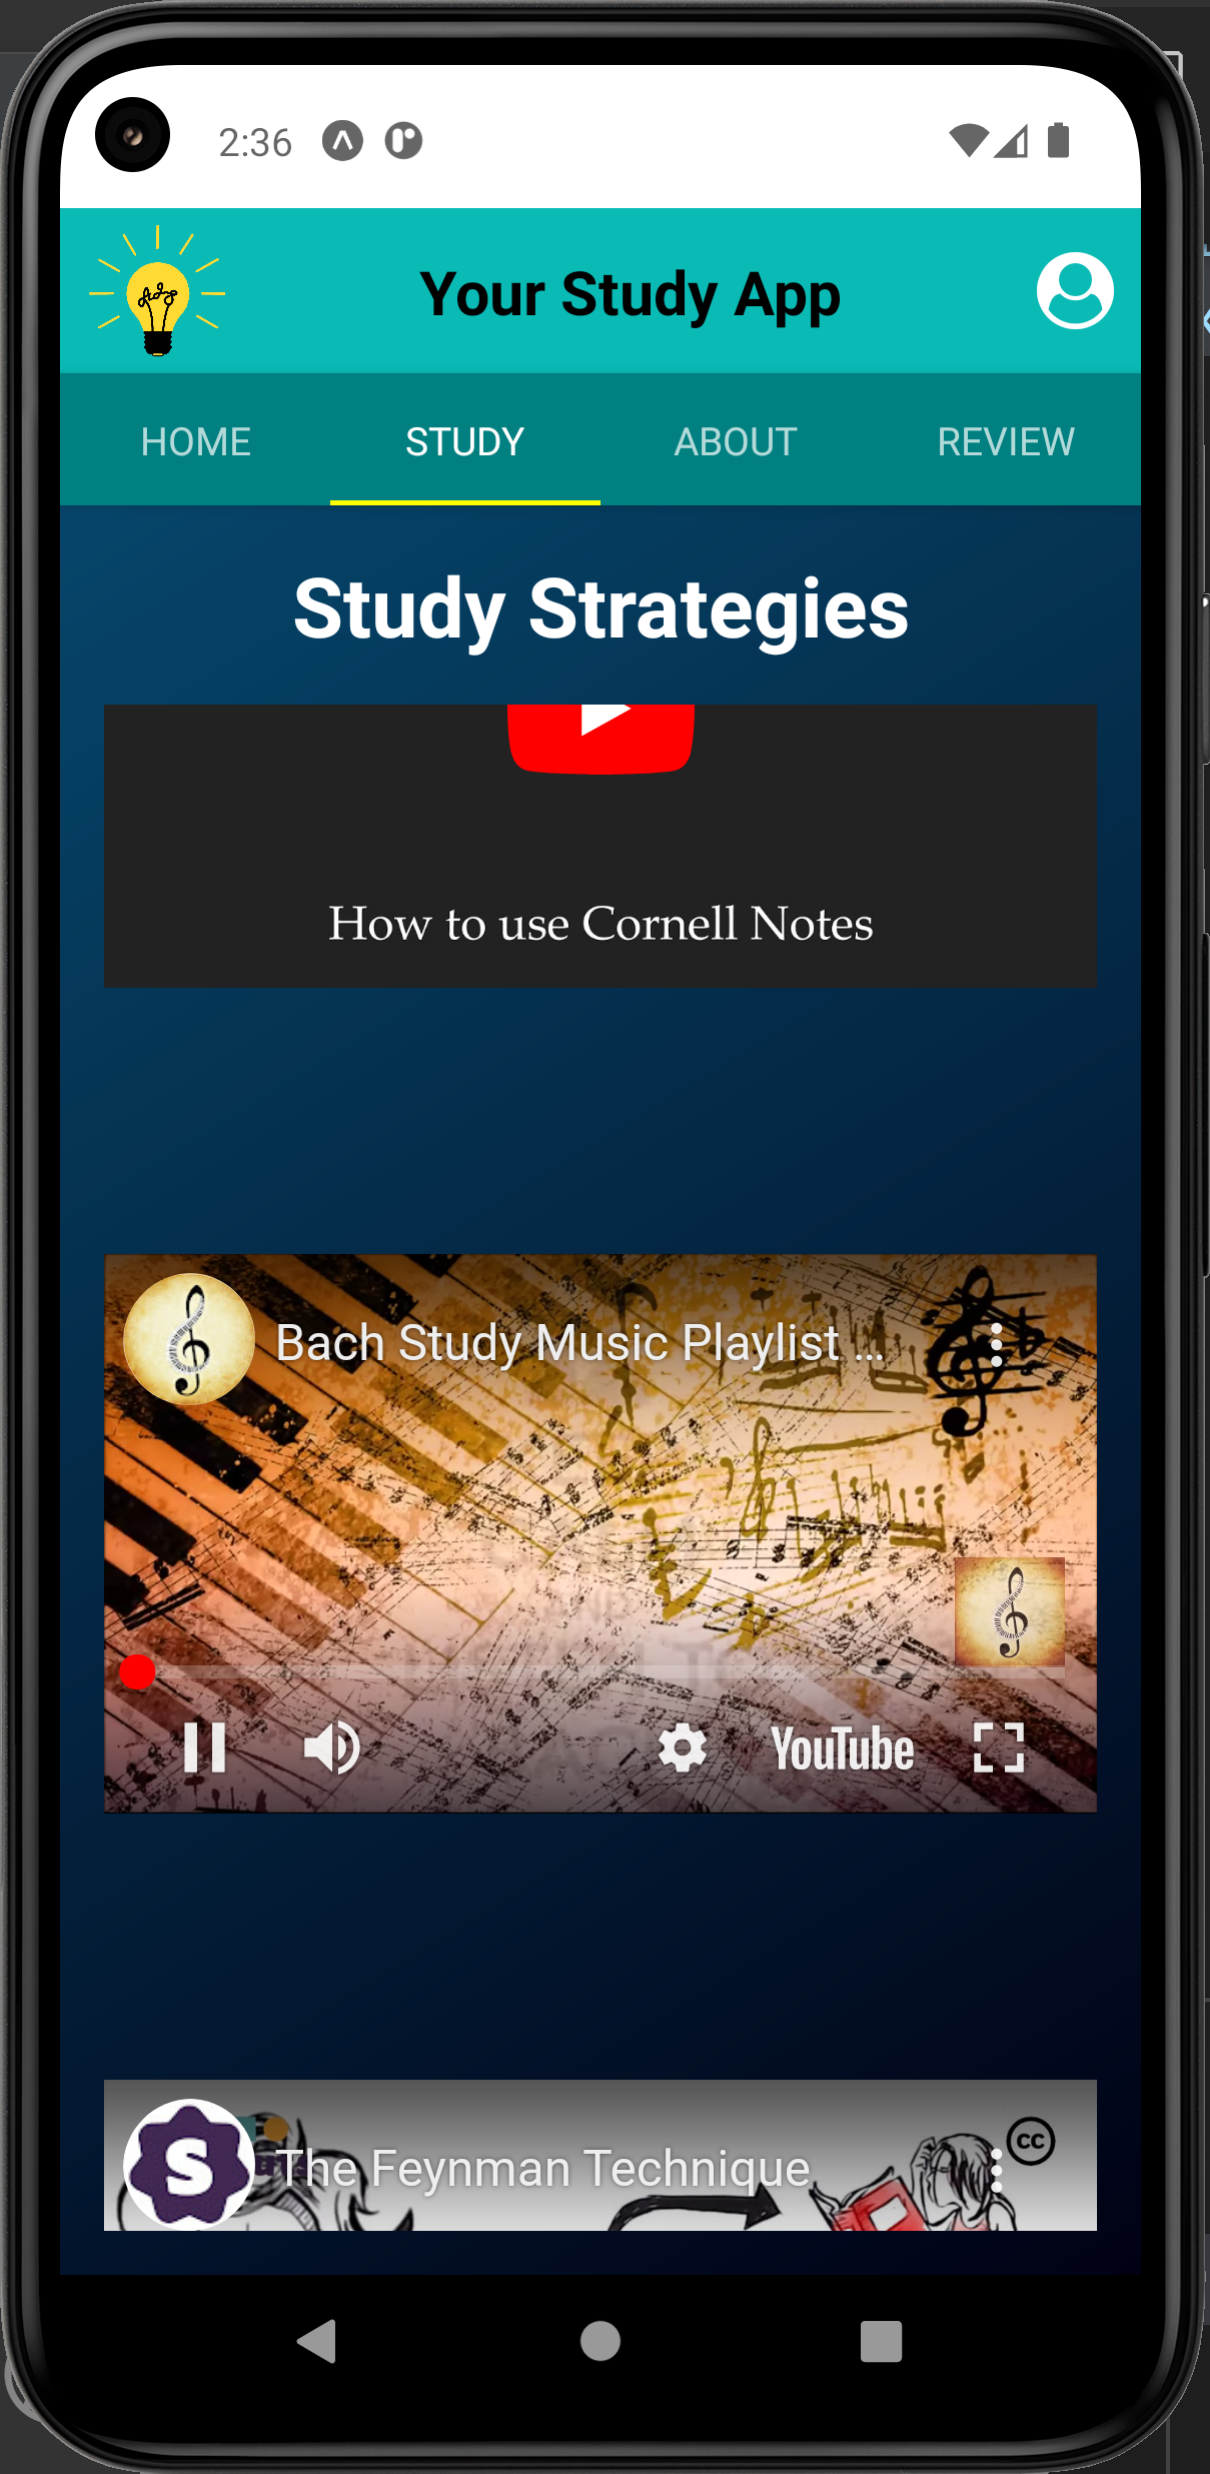 2:36
Your Study App
HOME STUDY ABOUT REVIEW
Study Strategies
How to use Cornell Notes
Bach Study Music Playlist ...
YouTube
S The Feynman Technique
cc